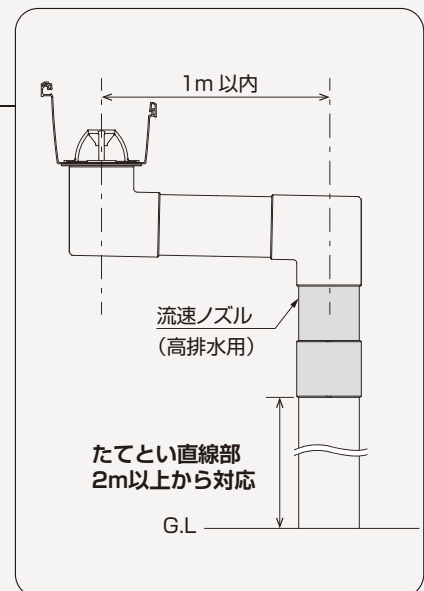 1m 以内
流速ノズル
（高排水用）
たてとい直線部
2m以上から対応
G.L